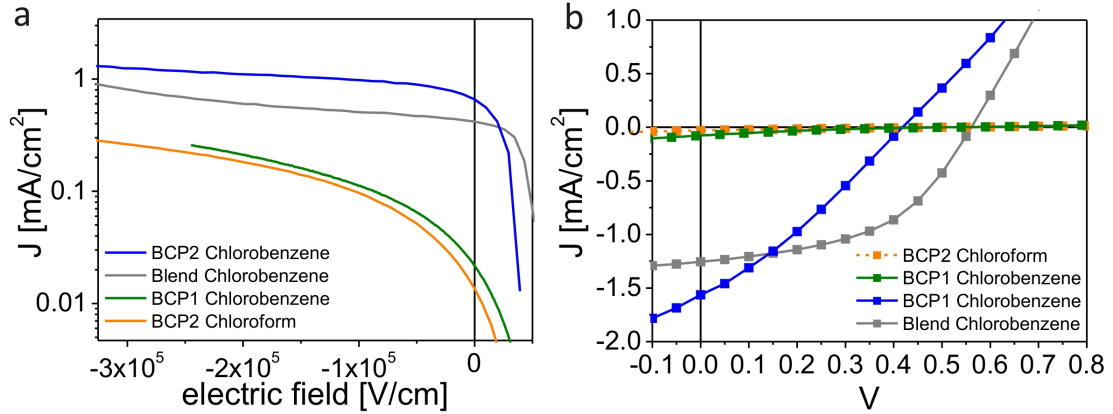 a
J [mA/cm²]
1
0.1
0.01
BCP2 Chlorobenzene
Blend Chlorobenzene
BCP1 Chlorobenzene
BCP2 Chloroform
-3x10⁵ -2x10⁵ -1x10⁵ 0
electric field [V/cm]
b
J [mA/cm²]
1.0
0.5
0.0
-0.5
-1.0
-1.5
-2.0
BCP2 Chloroform
BCP1 Chlorobenzene
BCP1 Chlorobenzene
Blend Chlorobenzene
-0.1 0.0 0.1 0.2 0.3 0.4 0.5 0.6 0.7 0.8
V